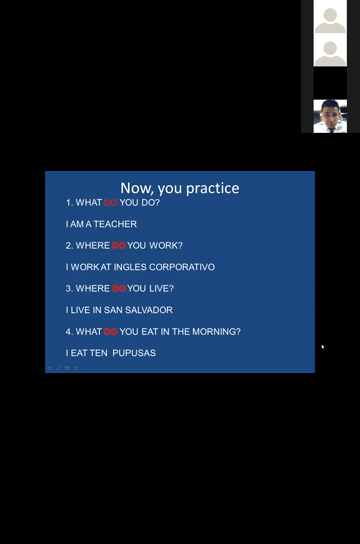 Now, you practice
1. WHAT DO YOU DO?
I AM A TEACHER
2. WHERE DO YOU WORK?
I WORK AT INGLES CORPORATIVO
3. WHERE DO YOU LIVE?
I LIVE IN SAN SALVADOR
4. WHAT DO YOU EAT IN THE MORNING?
I EAT TEN PUPUSAS